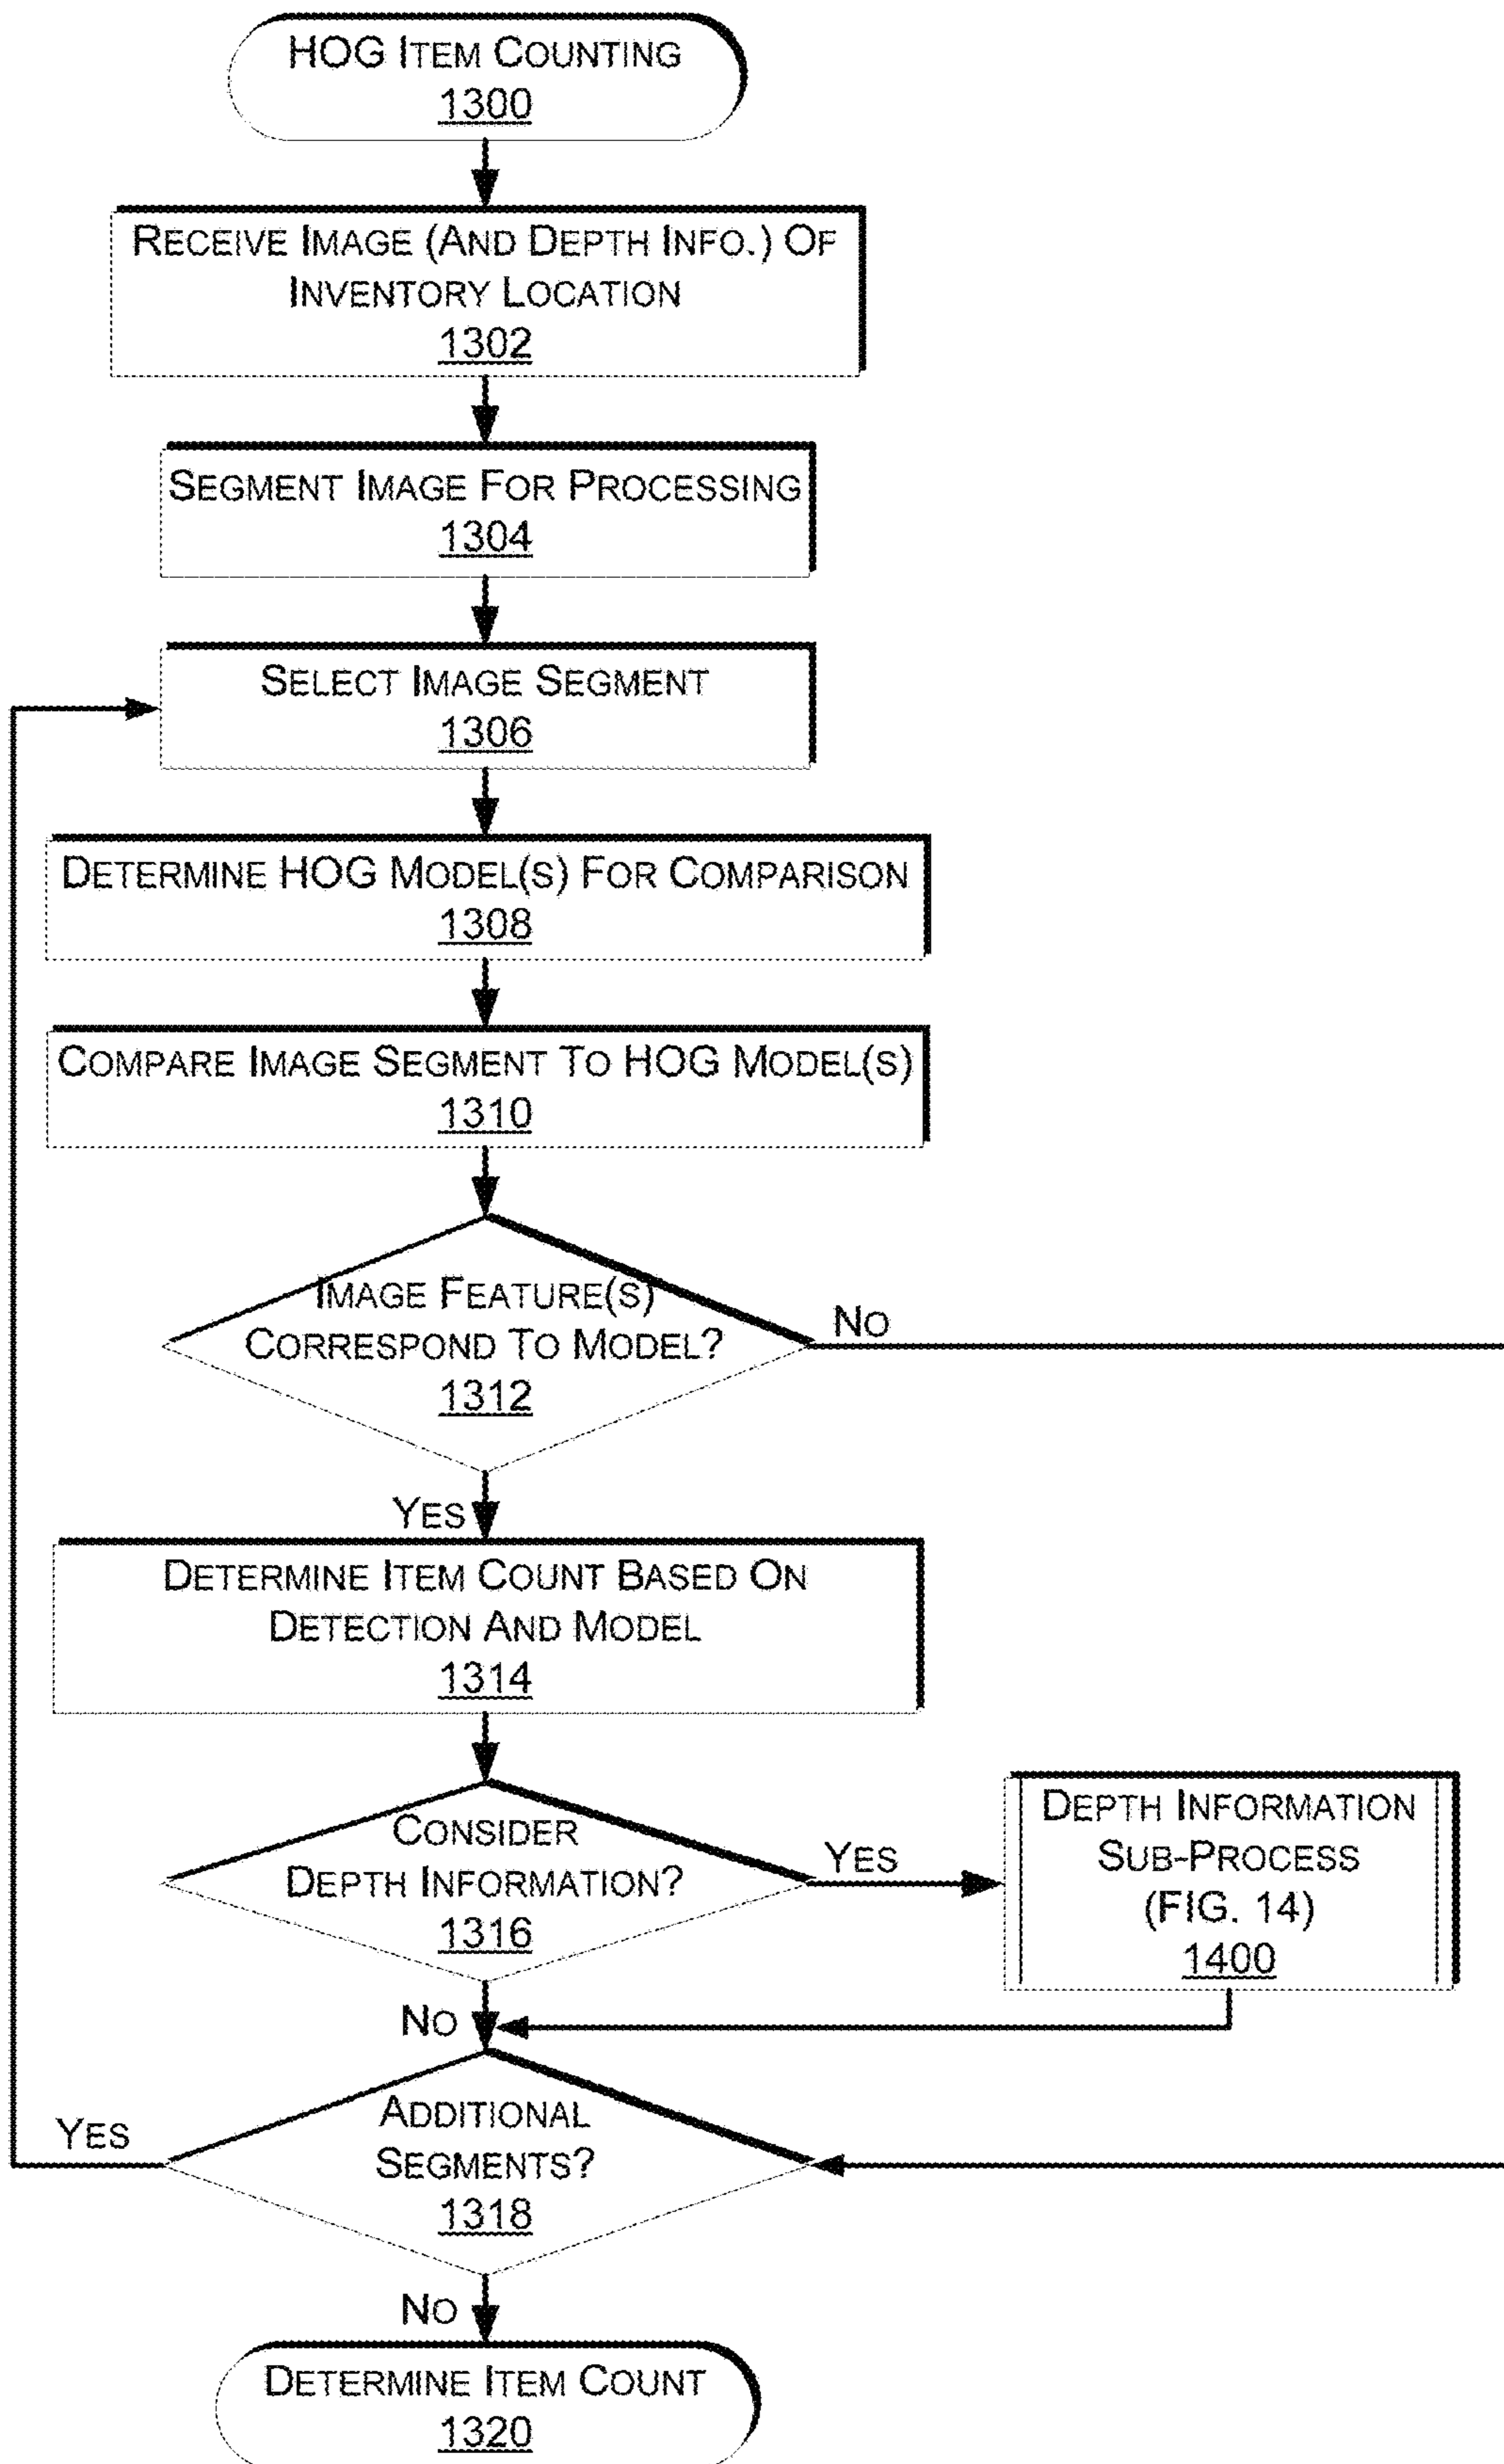 HOG ITEM COUNTING
1300
RECEIVE IMAGE (AND DEPTH INFO.) OF
INVENTORY LOCATION
1302
SEGMENT IMAGE FOR PROCESSING
1304
SELECT IMAGE SEGMENT
1306
DETERMINE HOG MODEL(S) FOR COMPARISON
1308
COMPARE IMAGE SEGMENT TO HOG MODEL(S)
1310
IMAGE FEATURE(S)
CORRESPOND TO MODEL?
1312
NO
YES
DETERMINE ITEM COUNT BASED ON
DETECTION AND MODEL
1314
CONSIDER
DEPTH INFORMATION?
1316
YES
DEPTH INFORMATION
SUB-PROCESS
(FIG. 14)
1400
NO
ADDITIONAL
SEGMENTS?
1318
YES
NO
DETERMINE ITEM COUNT
1320